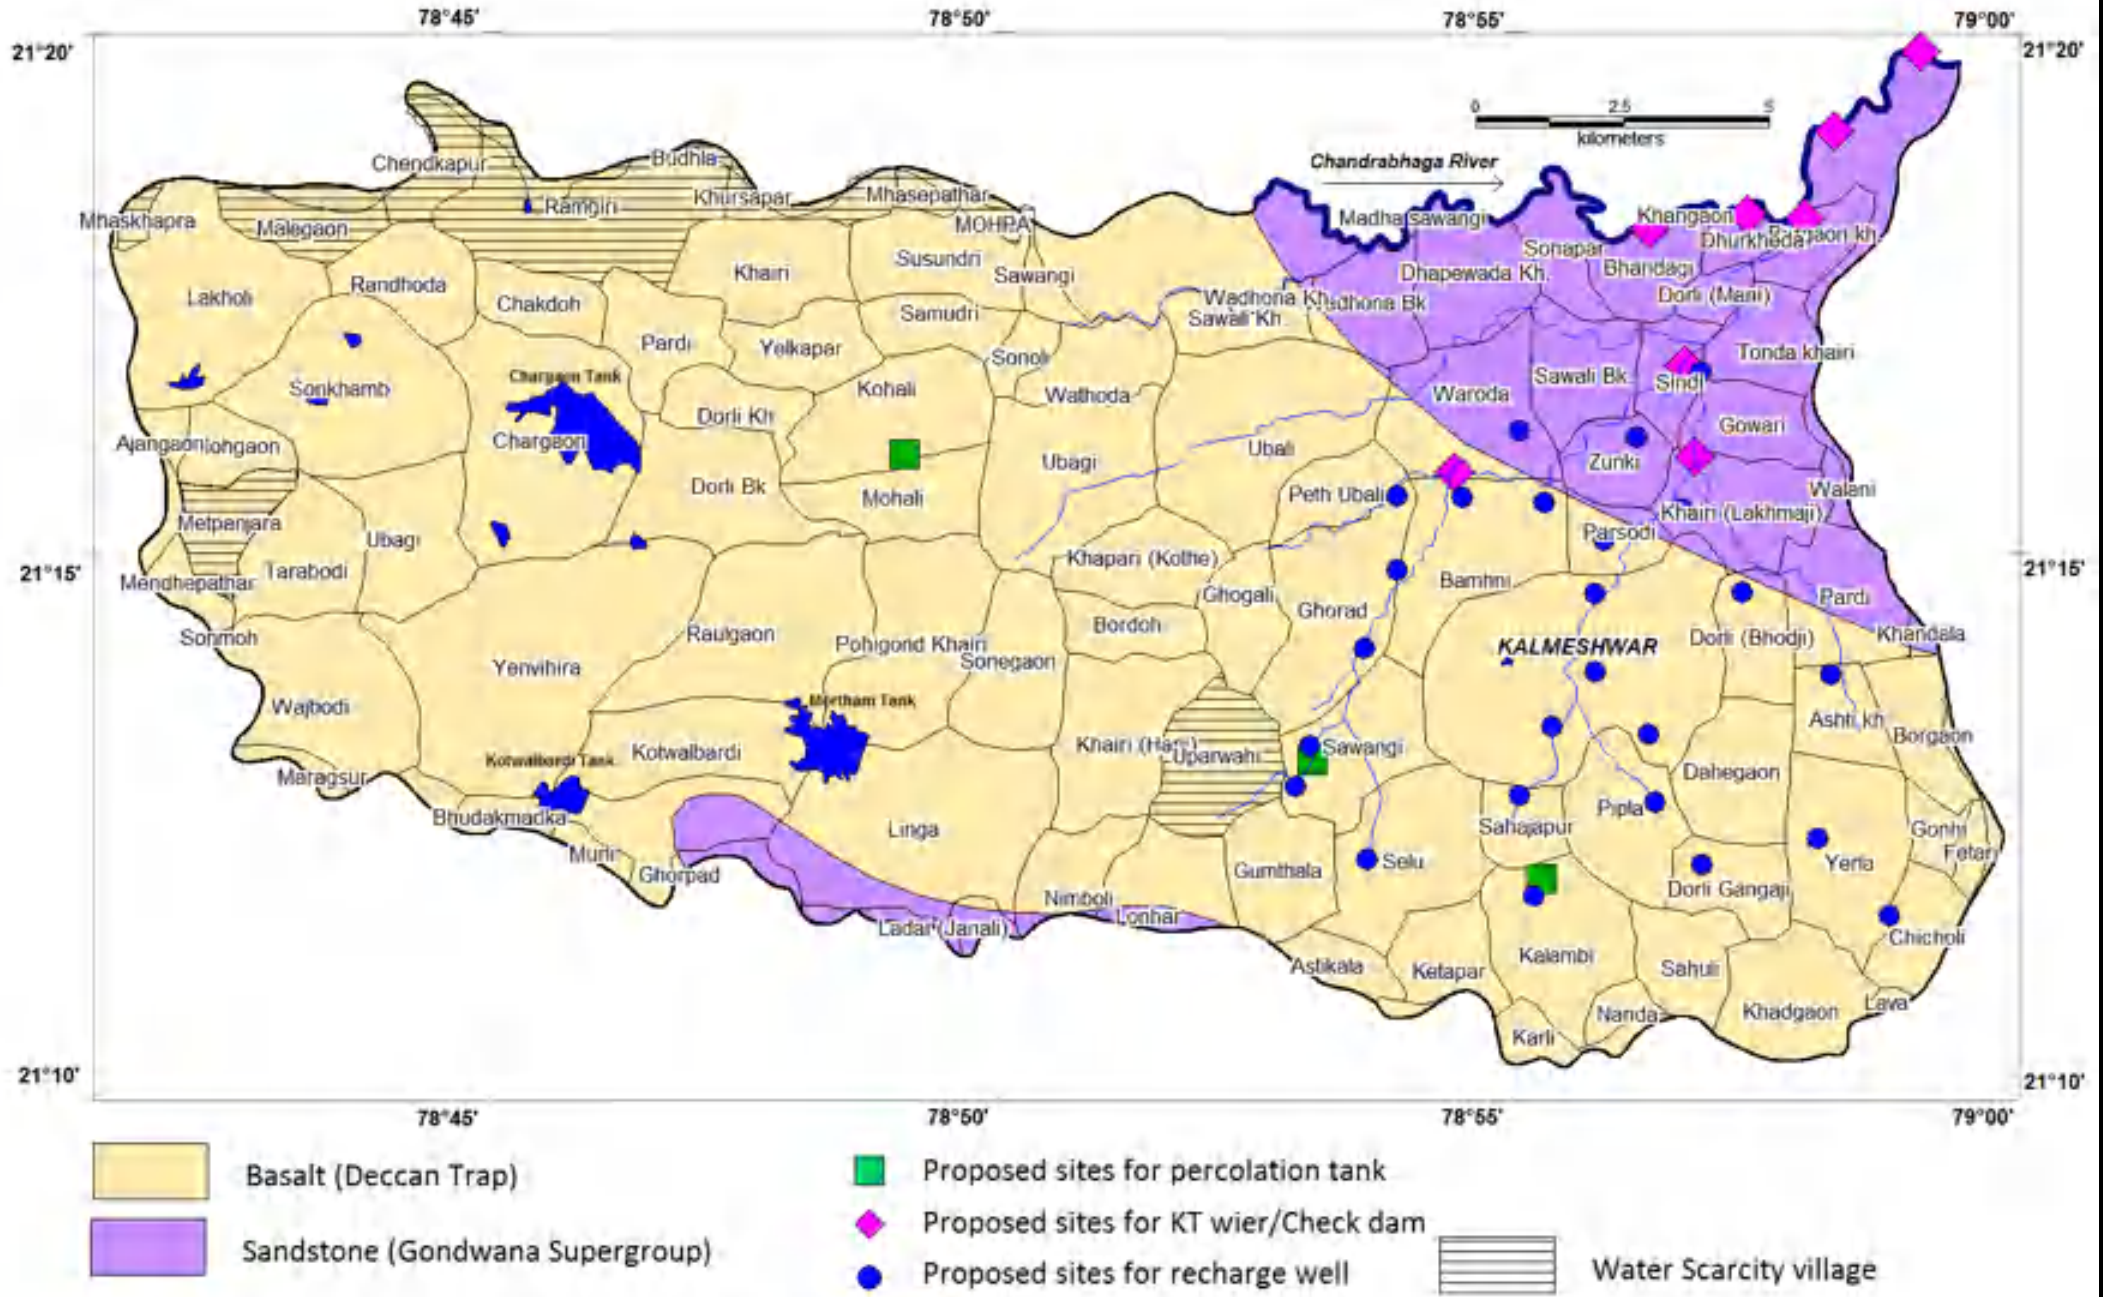 78°45' 78°50' 78°55' 79°00'
21°20' 21°20'
0 2.5 5
kilometers
Chandrabhaga River
Chendkapur Budhla
Mhaskhapra Malegaon Ramgiri Khursapar Mhasepathar
MOHPA Madhasawangi Khangaon
Dhurkheda
Lakholi Randhoda Chakdoh Khairi Susundri Sawangi Dhapewada Kh. Sonapar Bhandagi
Dorli (Mani)
Pardi Yelkapar Samudri Sonoli Wadhona Kh.
Sawali Kh. Tonda khairi
Chargaon Tank
Sonkhamb Kohali Wathoda Waroda Sawali Bk. Sindi
Dorli Kh Gowari
Ajangaon Chargaon Ubagi Ubali Zunki
Dorli Bk Mohali Peth Ubali Walani
Metpanjara Khairi (Lakhmaji)
Ubagi Parsodi
Tarabodi Khapari (Kothe)
21°15' 21°15'
Mendhepathar Ghogali Ghorad Bamhni Pardi
Sonmoh Raulgaon Pohigond Khairi Bordoh KALMESHWAR Dorli (Bhodji) Khandala
Yenvihira Sonegaon
Wajbodi Mortham Tank Ashti kh Borgaon
Kotwalbardi Uparwahi Sawangi
Kotwalbardi Tank Dahegaon
Maragsur
Bhudakmadka Linga Sahajapur Pipla Gonhi
Murli Fetari
Ghorpad Gumthala Selu Yerla
Dorli Gangaji
Nimboli
Ladai (Janali) Lonhar Chicholi
Astikala Ketapar Kalambi Sahuli
Nanda Khadgaon Lava
Karli
21°10' 21°10'
78°45' 78°50' 78°55' 79°00'
Basalt (Deccan Trap)
Sandstone (Gondwana Supergroup)
Proposed sites for percolation tank
Proposed sites for KT wier/Check dam
Proposed sites for recharge well
Water Scarcity village